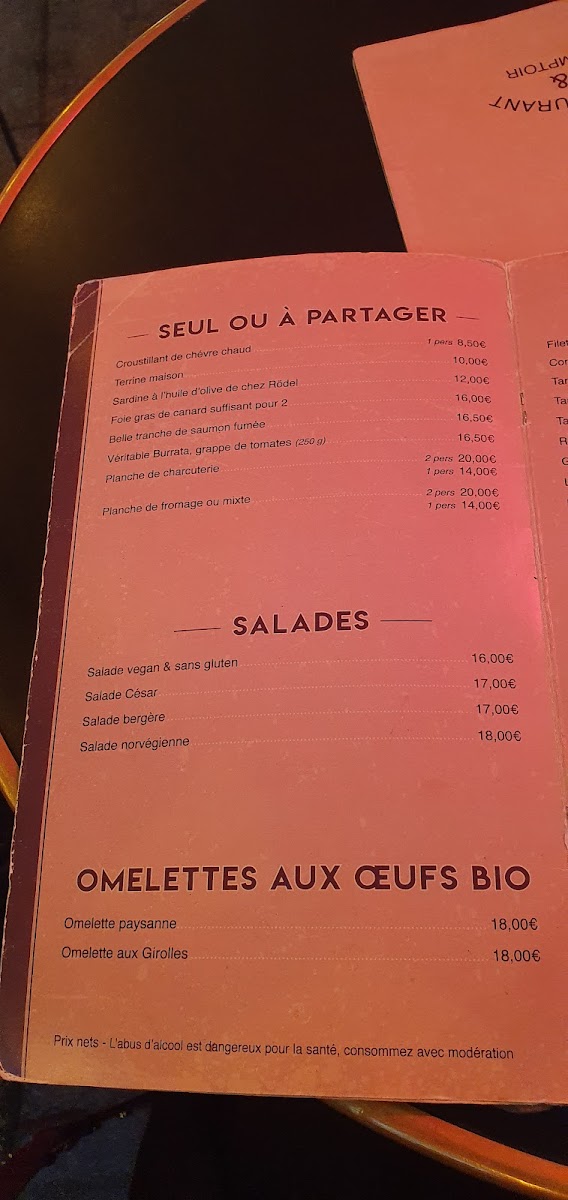 URANT
&
MPTOIR
SEUL OU À PARTAGER
Croustillant de chèvre chaud 1 pers 8,50€
Terrine maison 10,00€
Sardine à l'huile d'olive de chez Rödel 12,00€
Foie gras de canard suffisant pour 2 16,00€
Belle tranche de saumon fumée 16,50€
Véritable Burrata, grappe de tomates (250 g) 16,50€
Planche de charcuterie 2 pers 20,00€
1 pers 14,00€
Planche de fromage ou mixte 2 pers 20,00€
1 pers 14,00€
SALADES
Salade vegan & sans gluten 16,00€
Salade César 17,00€
Salade bergère 17,00€
Salade norvégienne 18,00€
OMELETTES AUX ŒUFS BIO
Omelette paysanne 18,00€
Omelette aux Girolles 18,00€
Prix nets - L'abus d'alcool est dangereux pour la santé, consommez avec modération